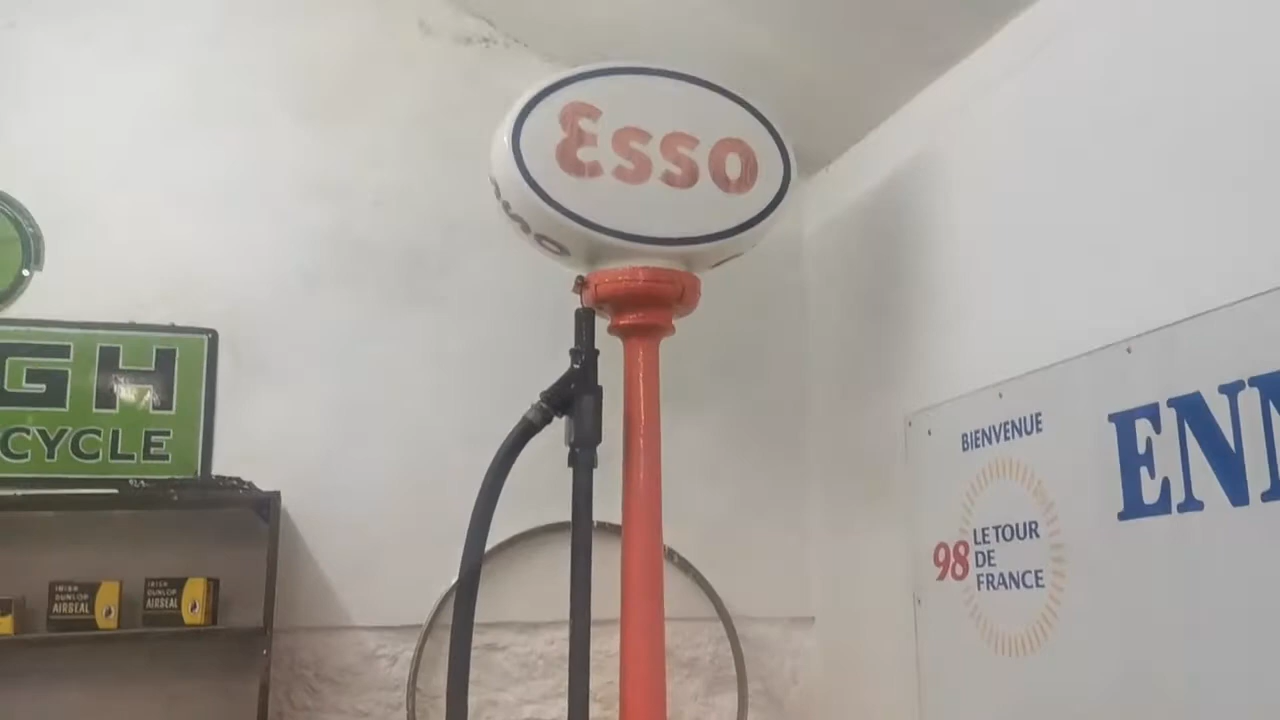 Esso
GH
CYCLE
IRISH
DUNLOP
AIRSEAL
IRISH
DUNLOP
AIRSEAL
BIENVENUE
98
LE TOUR
DE
FRANCE
ENN